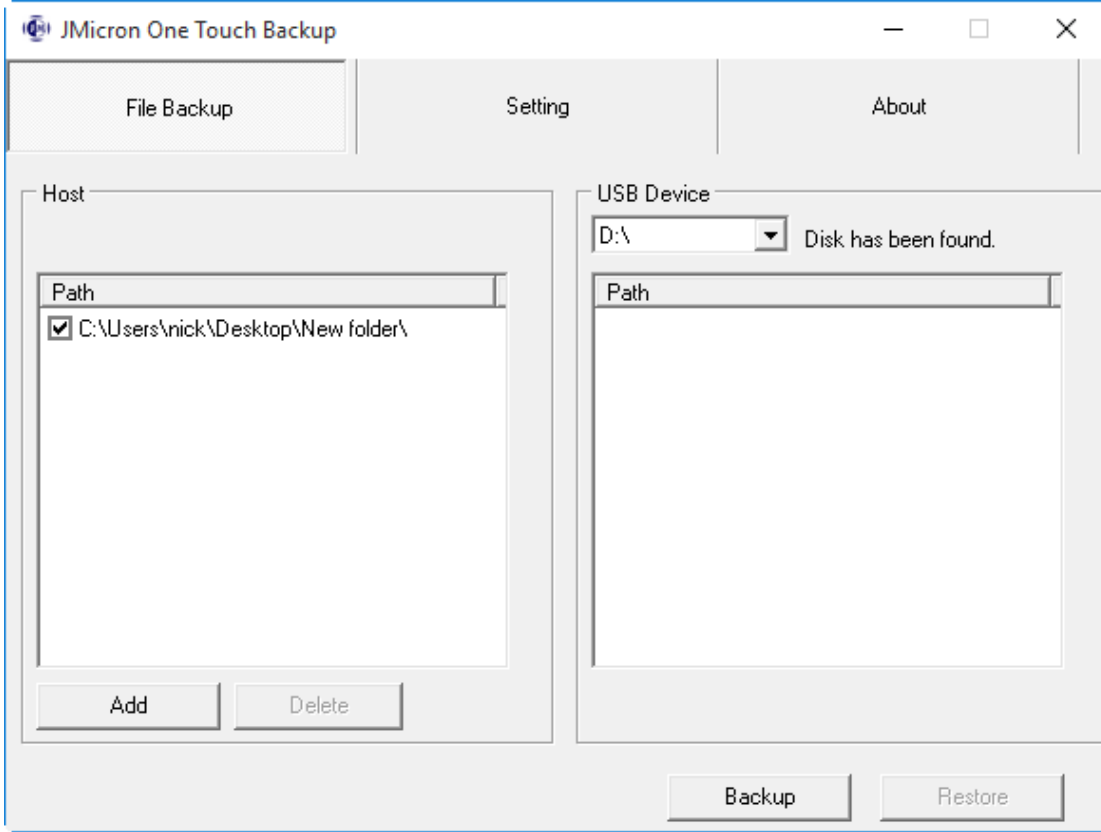 JMicron One Touch Backup
File Backup
Setting
About
Host
USB Device
D:\
Disk has been found.
Path
Path
C:\Users\nick\Desktop\New folder\
Add
Delete
Backup
Restore